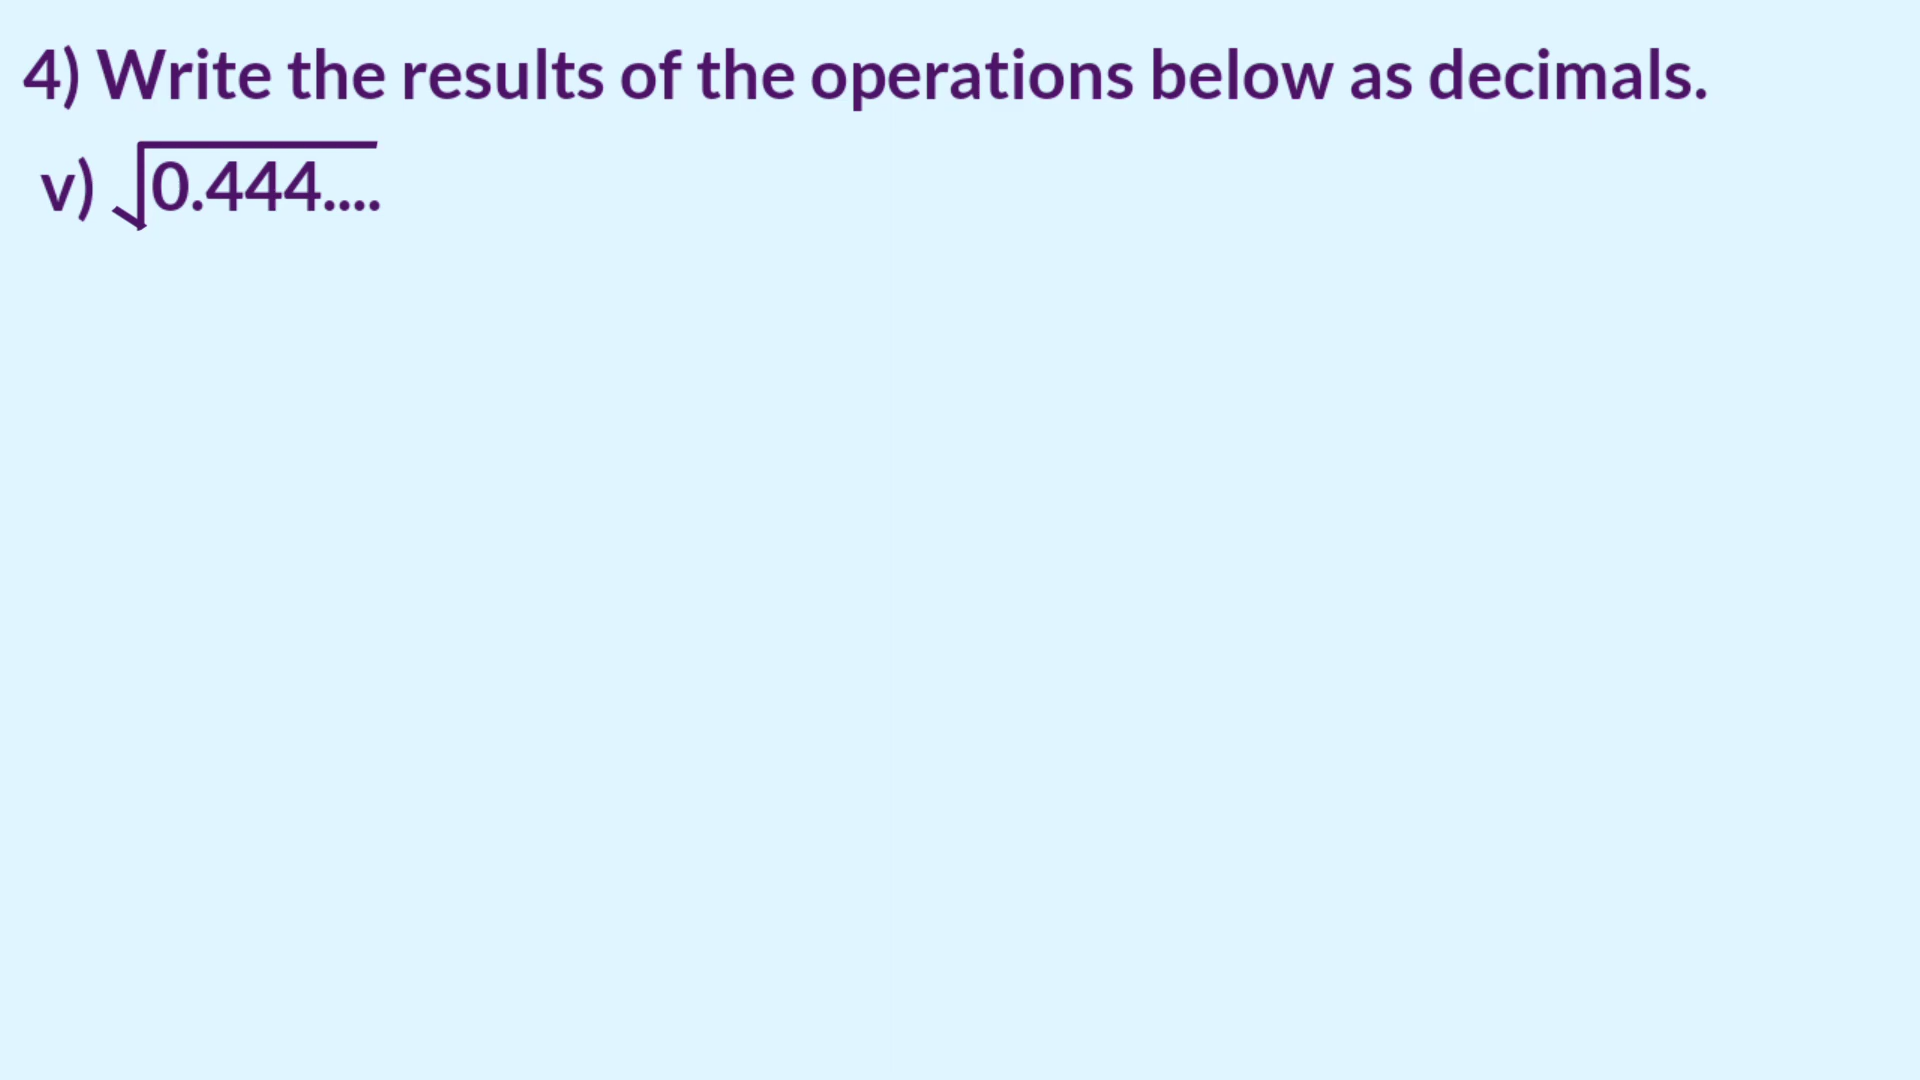 4) Write the results of the operations below as decimals.
v) √0.444....